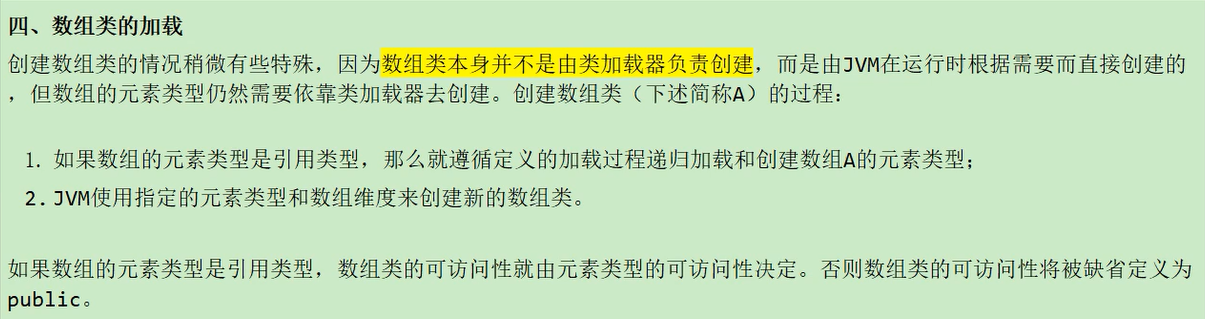 四、数组类的加载
创建数组类的情况稍微有些特殊，因为数组类本身并不是由类加载器负责创建，而是由JVM在运行时根据需要而直接创建的
，但数组的元素类型仍然需要依靠类加载器去创建。创建数组类（下述简称A）的过程：
1. 如果数组的元素类型是引用类型，那么就遵循定义的加载过程递归加载和创建数组A的元素类型；
2. JVM使用指定的元素类型和数组维度来创建新的数组类。
如果数组的元素类型是引用类型，数组类的可访问性就由元素类型的可访问性决定。否则数组类的可访问性将被缺省定义为
public。